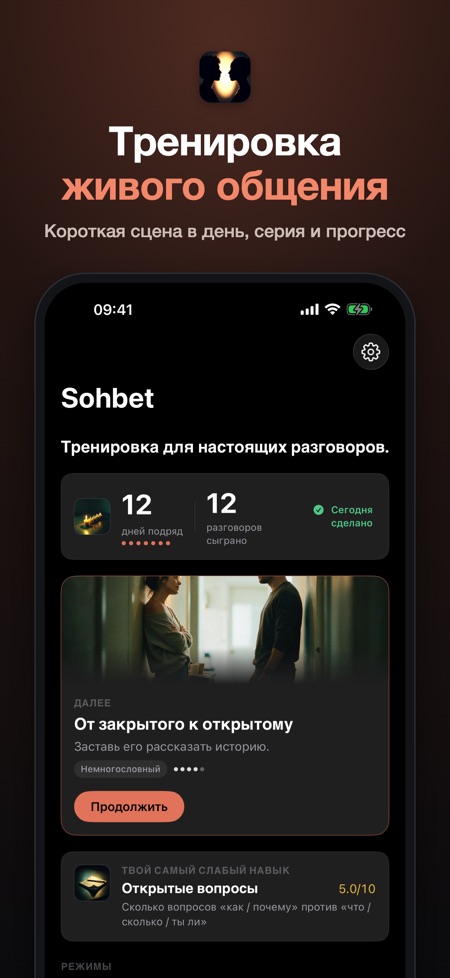 Тренировка
живого общения
Короткая сцена в день, серия и прогресс
09:41
Sohbet
Тренировка для настоящих разговоров.
12
дней подряд
12
разговоров
сыграно
Сегодня
сделано
ДАЛЕЕ
От закрытого к открытому
Заставь его рассказать историю.
Немногословный
Продолжить
ТВОЙ САМЫЙ СЛАБЫЙ НАВЫК
Открытые вопросы
5.0/10
Сколько вопросов «как / почему» против «что /
сколько / ты ли»
РЕЖИМЫ